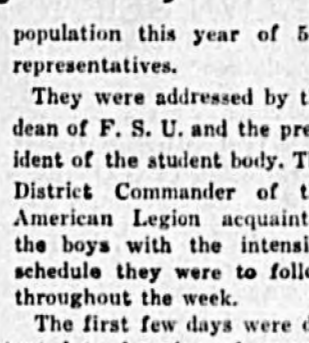 population this year of 5
representatives.
They were addressed by t
dean of F. S. U. and the pre
ident of the student body. T
District Commander of t
American Legion acquaint
the boys with the intensi
schedule they were to foll
throughout the week.
The first few days were d